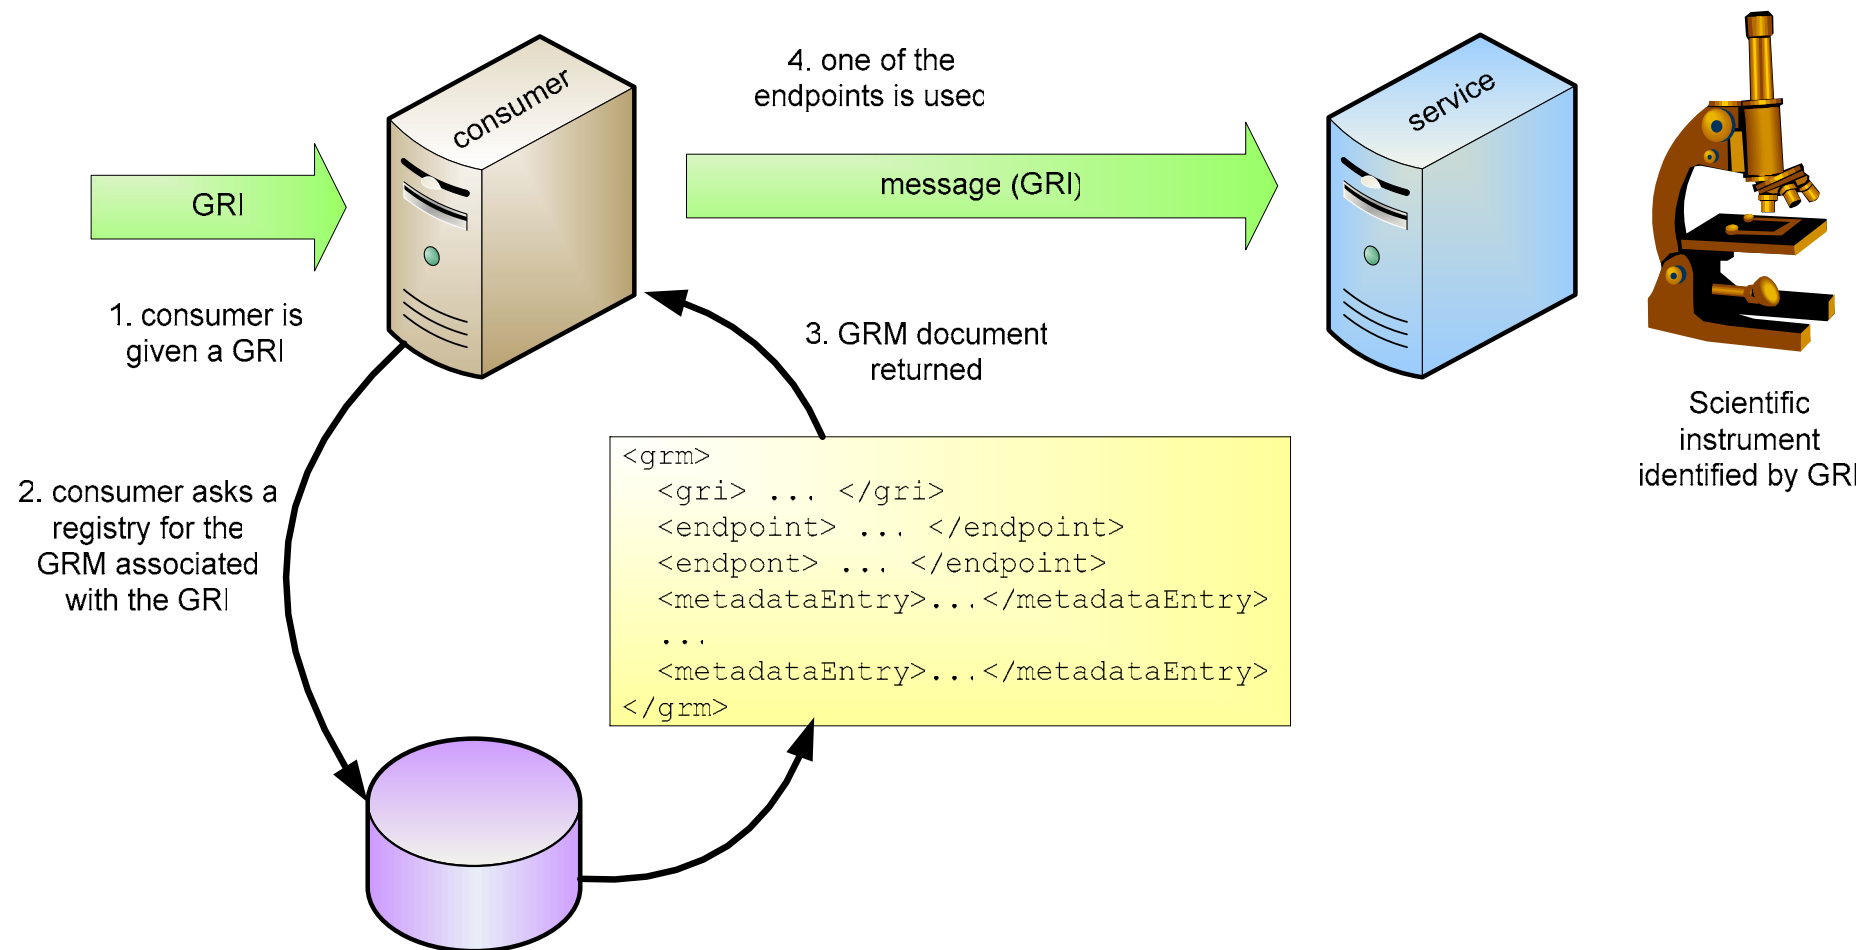 consumer
4. one of the
endpoints is used
service
GRI
message (GRI)
1. consumer is
given a GRI
3. GRM document
returned
Scientific
instrument
identified by GRI
2. consumer asks a
registry for the
GRM associated
with the GRI
<grm>
<gri> ... </gri>
<endpoint> ... </endpoint>
<endpont> ... </endpoint>
<metadataEntry>...</metadataEntry>
...
<metadataEntry>...</metadataEntry>
</grm>